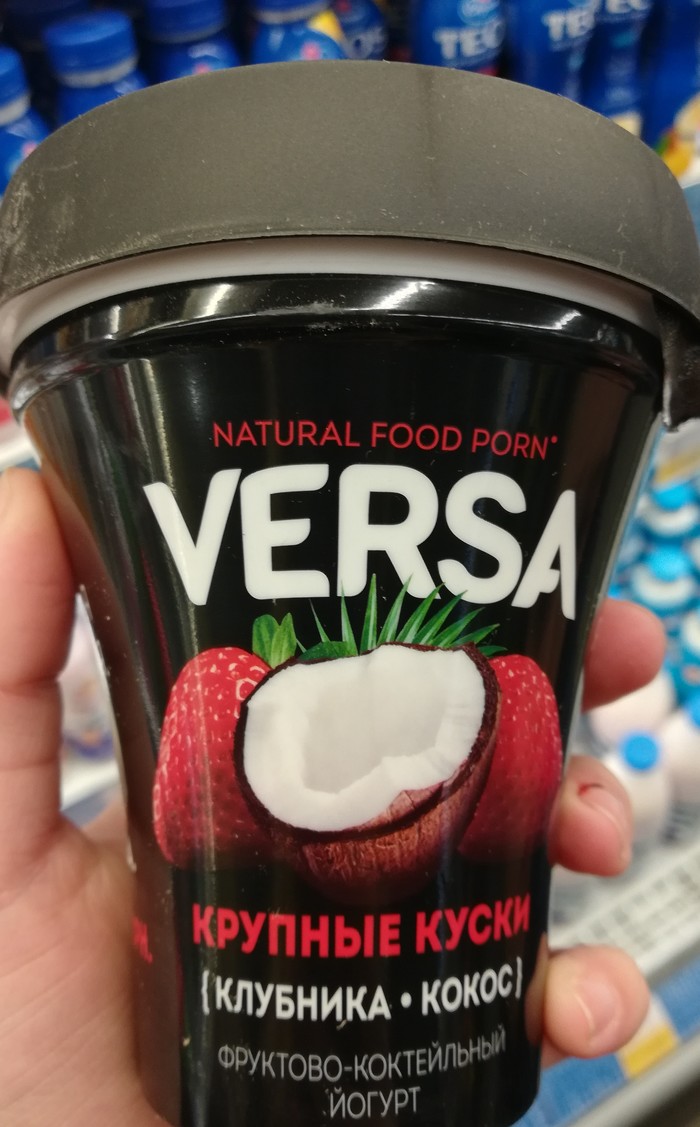 NATURAL FOOD PORN*
VERSA
КРУПНЫЕ КУСКИ
{КЛУБНИКА • КОКОС}
ФРУКТОВО-КОКТЕЙЛЬНЫЙ
ЙОГУРТ